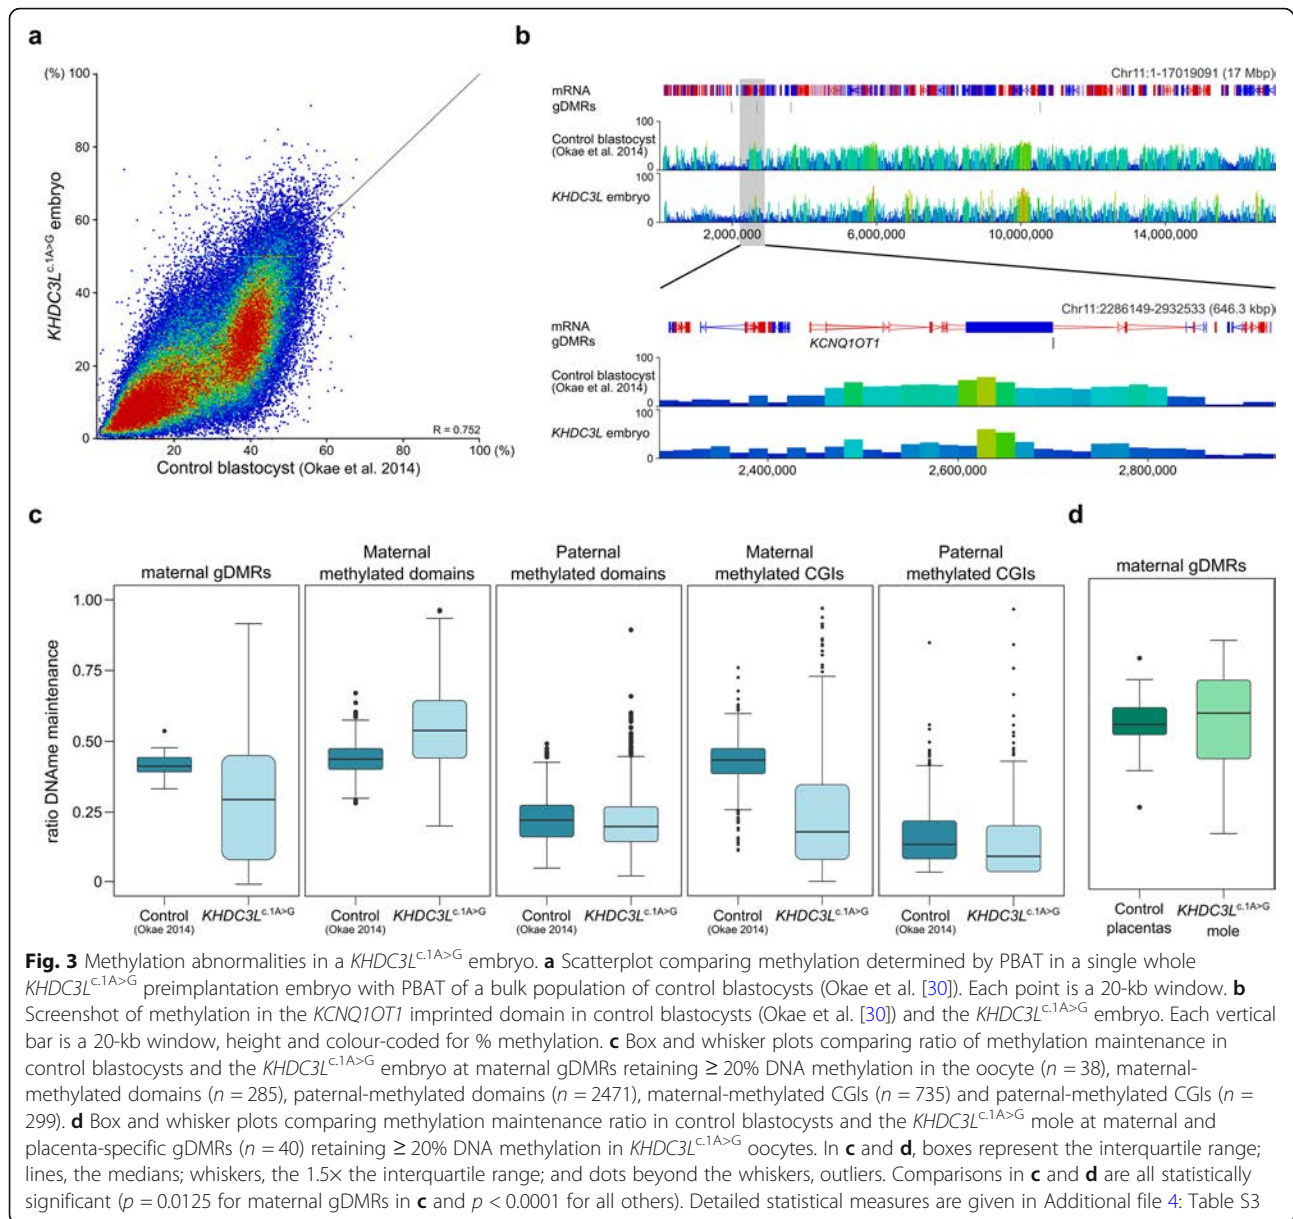 a
(%) 100
80
60
40
20
0
KHDC3L^c.1A>G embryo
20
40
60
80
100 (%)
R = 0.752
Control blastocyst (Okae et al. 2014)
b
Chr11:1-17019091 (17 Mbp)
mRNA
gDMRs
100
Control blastocyst
(Okae et al. 2014)
0
100
KHDC3L embryo
0
2,000,000
6,000,000
10,000,000
14,000,000
Chr11:2286149-2932533 (646.3 kbp)
mRNA
gDMRs
KCNQ1OT1
100
Control blastocyst
(Okae et al. 2014)
0
100
KHDC3L embryo
0
2,400,000
2,600,000
2,800,000
c
maternal gDMRs
Maternal
methylated domains
Paternal
methylated domains
Maternal
methylated CGIs
Paternal
methylated CGIs
ratio DNAme maintenance
1.00
0.75
0.50
0.25
0
Control
(Okae 2014)
KHDC3L^c.1A>G
Control
(Okae 2014)
KHDC3L^c.1A>G
Control
(Okae 2014)
KHDC3L^c.1A>G
Control
(Okae 2014)
KHDC3L^c.1A>G
Control
(Okae 2014)
KHDC3L^c.1A>G
d
maternal gDMRs
Control
placentas
KHDC3L^c.1A>G
mole
Fig. 3 Methylation abnormalities in a KHDC3L^c.1A>G embryo. a Scatterplot comparing methylation determined by PBAT in a single whole
KHDC3L^c.1A>G preimplantation embryo with PBAT of a bulk population of control blastocysts (Okae et al. [30]). Each point is a 20-kb window. b
Screenshot of methylation in the KCNQ1OT1 imprinted domain in control blastocysts (Okae et al. [30]) and the KHDC3L^c.1A>G embryo. Each vertical
bar is a 20-kb window, height and colour-coded for % methylation. c Box and whisker plots comparing ratio of methylation maintenance in
control blastocysts and the KHDC3L^c.1A>G embryo at maternal gDMRs retaining ≥ 20% DNA methylation in the oocyte (n = 38), maternal-
methylated domains (n = 285), paternal-methylated domains (n = 2471), maternal-methylated CGIs (n = 735) and paternal-methylated CGIs (n =
299). d Box and whisker plots comparing methylation maintenance ratio in control blastocysts and the KHDC3L^c.1A>G mole at maternal and
placenta-specific gDMRs (n = 40) retaining ≥ 20% DNA methylation in KHDC3L^c.1A>G oocytes. In c and d, boxes represent the interquartile range;
lines, the medians; whiskers, the 1.5× the interquartile range; and dots beyond the whiskers, outliers. Comparisons in c and d are all statistically
significant (p = 0.0125 for maternal gDMRs in c and p < 0.0001 for all others). Detailed statistical measures are given in Additional file 4: Table S3